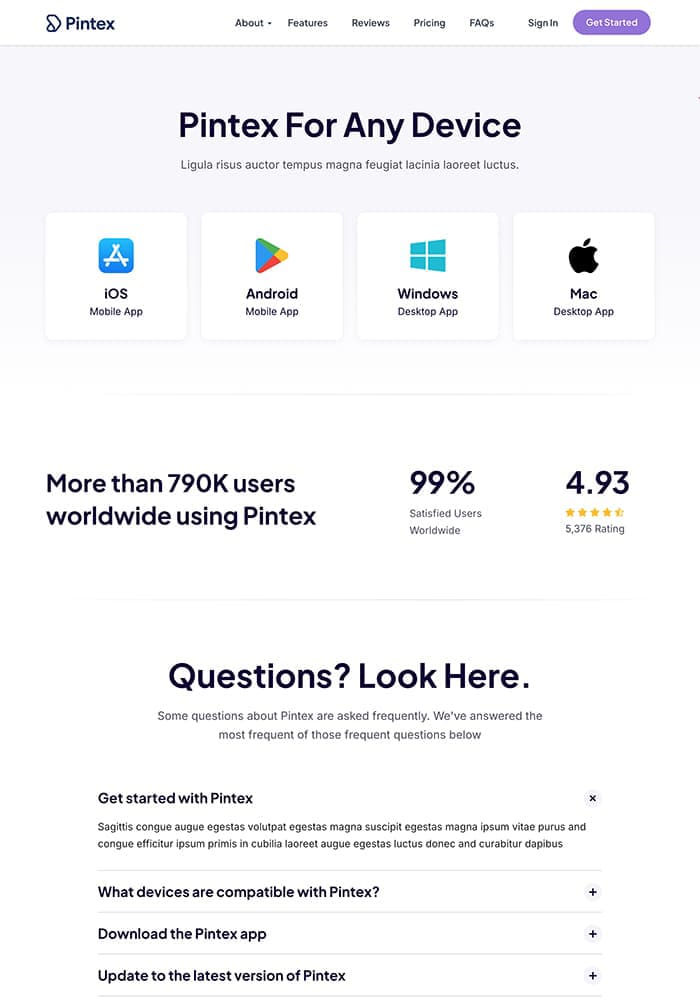 Pintex
About
Features
Reviews
Pricing
FAQs
Sign In
Get Started
Pintex For Any Device
Ligula risus auctor tempus magna feugiat lacinia laoreet luctus.
iOS
Mobile App
Android
Mobile App
Windows
Desktop App
Mac
Desktop App
More than 790K users
worldwide using Pintex
99%
Satisfied Users
Worldwide
4.93
5,376 Rating
Questions? Look Here.
Some questions about Pintex are asked frequently. We've answered the
most frequent of those frequent questions below
Get started with Pintex
Sagittis congue augue egestas volutpat egestas magna suscipit egestas magna ipsum vitae purus and
congue efficitur ipsum primis in cubilia laoreet augue egestas luctus donec and curabitur dapibus
What devices are compatible with Pintex?
Download the Pintex app
Update to the latest version of Pintex